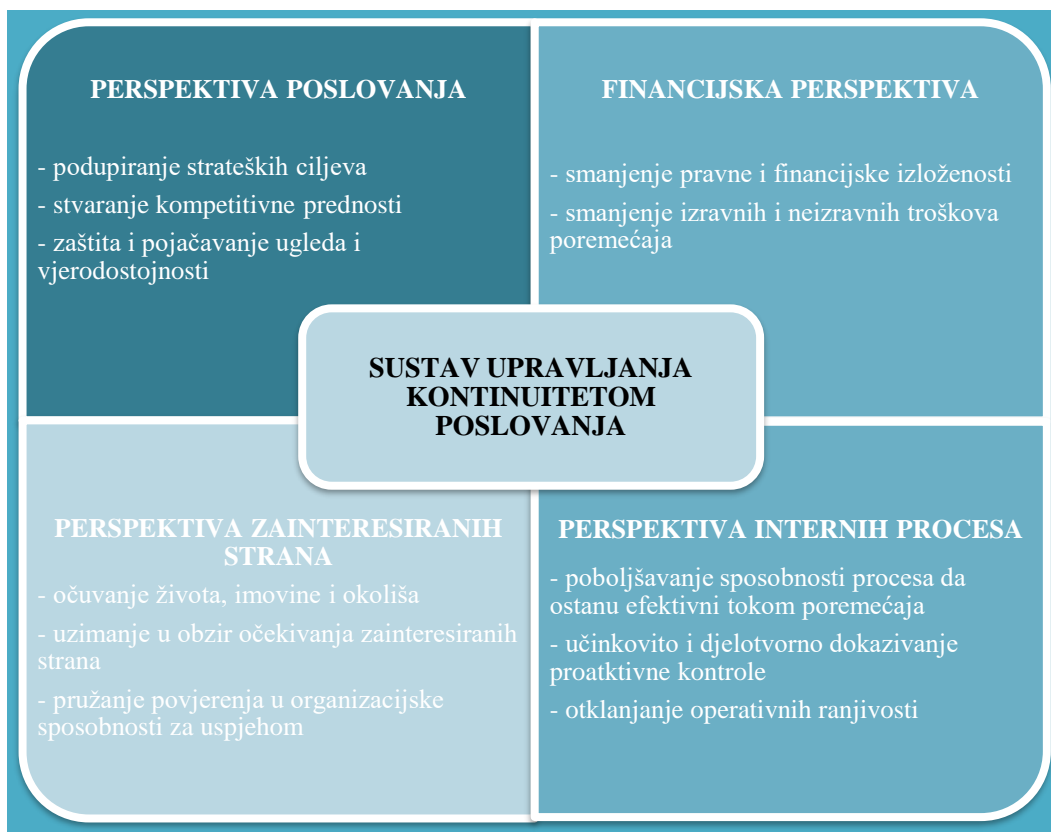 PERSPEKTIVA POSLOVANJA
- podupiranje strateških ciljeva
- stvaranje kompetitivne prednosti
- zaštita i pojačavanje ugleda i
vjerodostojnosti
FINANCIJSKA PERSPEKTIVA
- smanjenje pravne i financijske izloženosti
- smanjenje izravnih i neizravnih troškova
poremećaja
SUSTAV UPRAVLJANJA
KONTINUITETOM
POSLOVANJA
PERSPEKTIVA ZAINTERESIRANIH
STRANA
- očuvanje života, imovine i okoliša
- uzimanje u obzir očekivanja zainteresiranih
strana
- pružanje povjerenja u organizacijske
sposobnosti za uspjehom
PERSPEKTIVA INTERNIH PROCESA
- poboljšavanje sposobnosti procesa da
ostanu efektivni tokom poremećaja
- učinkovito i djelotvorno dokazivanje
proatktivne kontrole
- otklanjanje operativnih ranjivosti